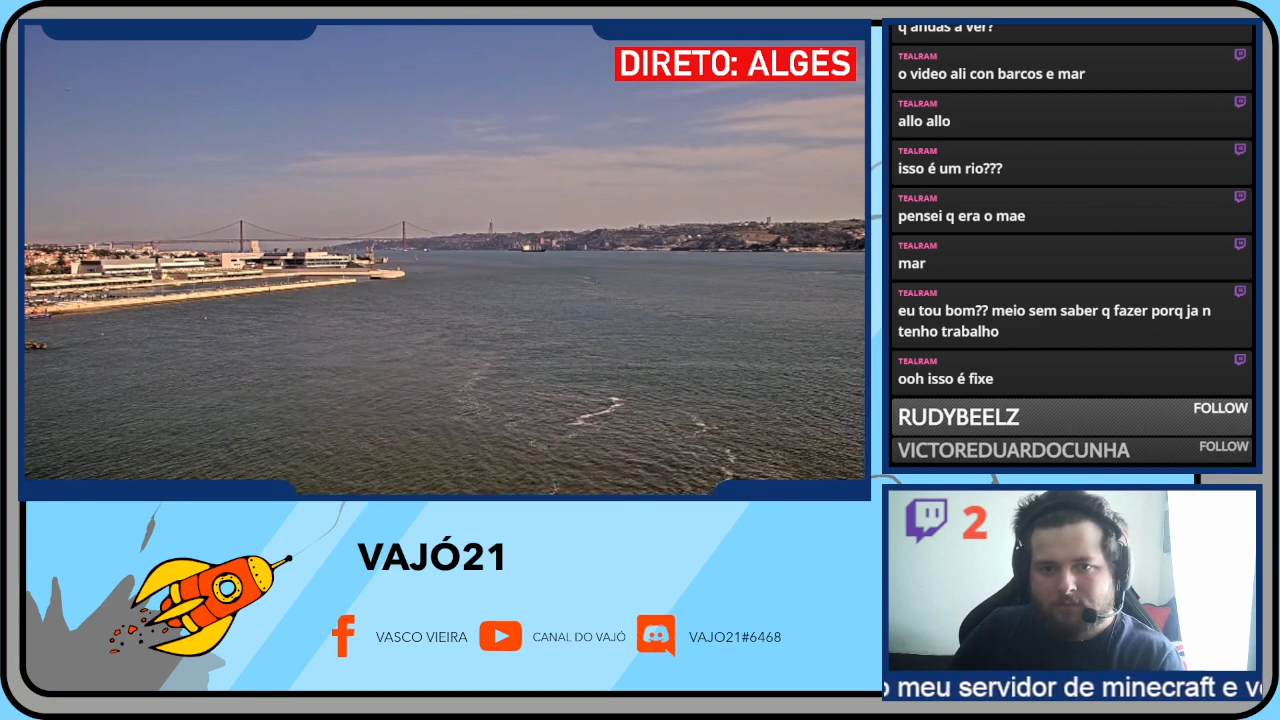 DIRETO: ALGÉS
q andas a ver?
TEALRAM
o video ali con barcos e mar
TEALRAM
allo allo
TEALRAM
isso é um rio???
TEALRAM
pensei q era o mae
TEALRAM
mar
TEALRAM
eu tou bom?? meio sem saber q fazer porq ja n
tenho trabalho
TEALRAM
ooh isso é fixe
RUDYBEELZ FOLLOW
VICTOREDUARDOCUNHA FOLLOW
VAJÓ21
VASCO VIEIRA
CANAL DO VAJÓ
VAJO21#6468
2
o meu servidor de minecraft e v